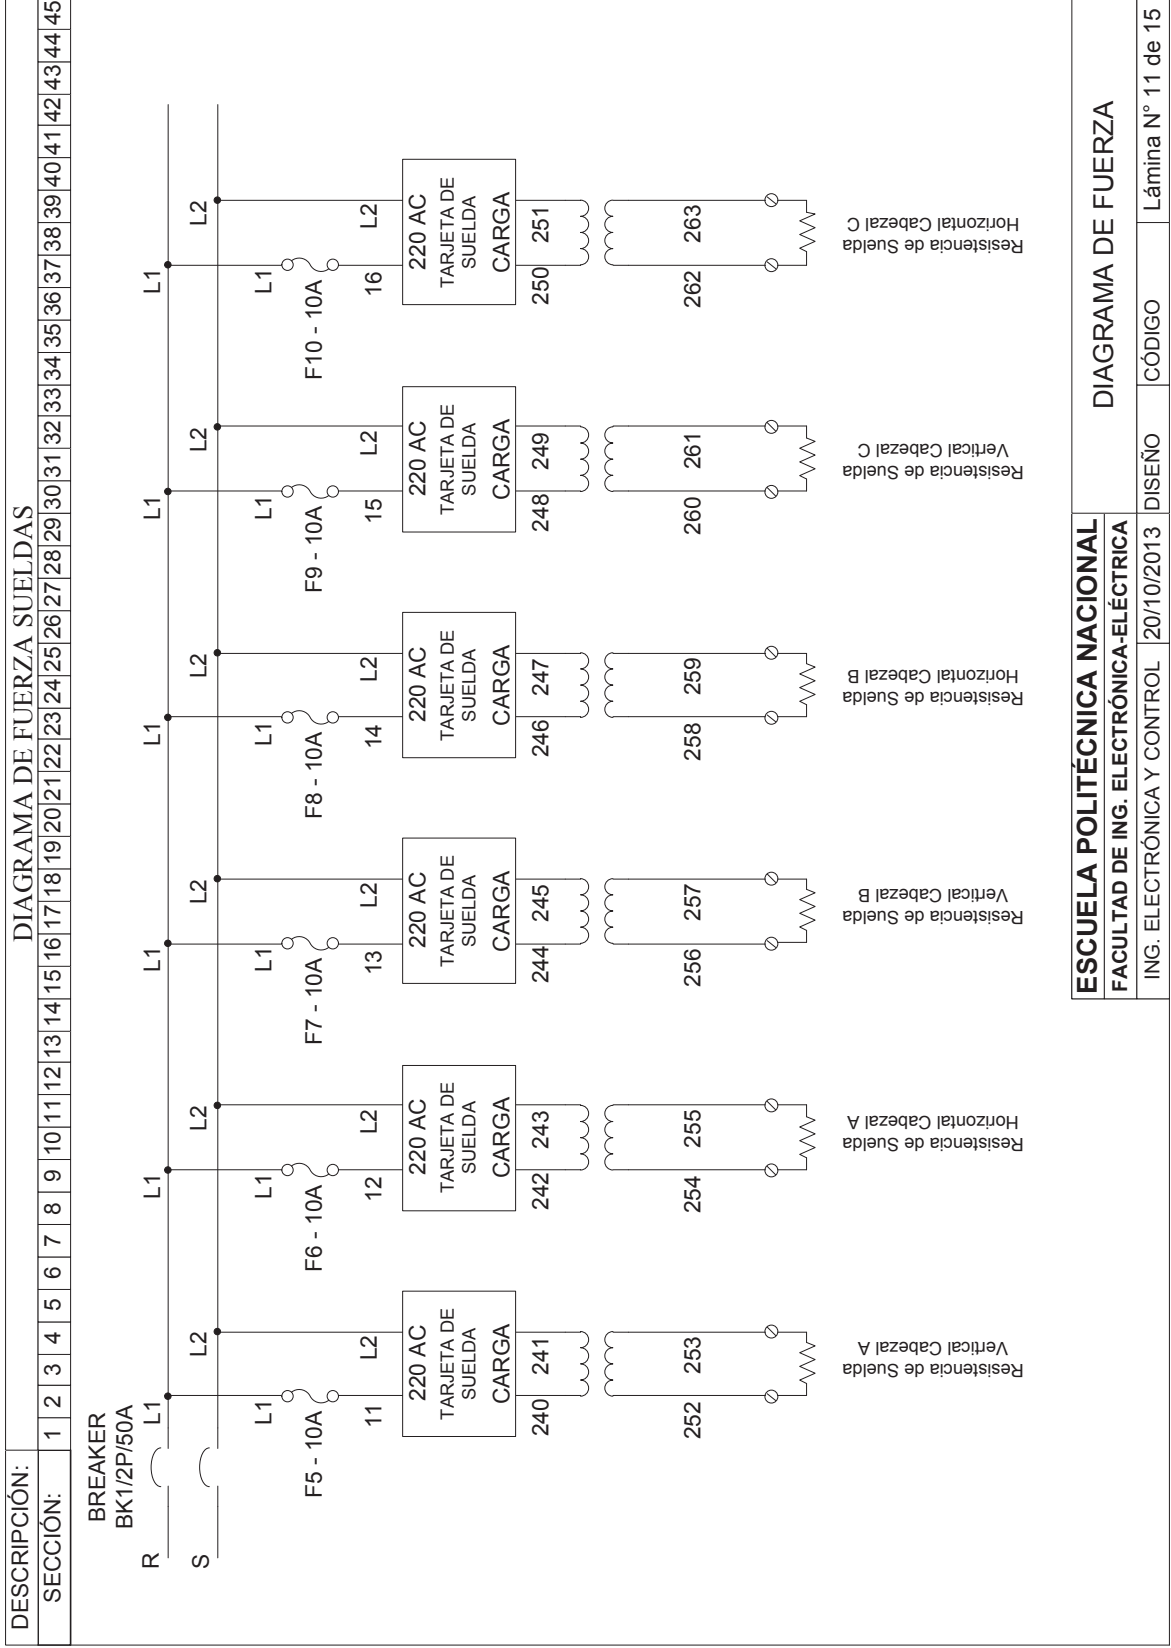 DESCRIPCIÓN:
DIAGRAMA DE FUERZA SUELDAS
SECCIÓN:
1 2 3 4 5 6 7 8 9 10 11 12 13 14 15 16 17 18 19 20 21 22 23 24 25 26 27 28 29 30 31 32 33 34 35 36 37 38 39 40 41 42 43 44 45
BREAKER
BK1/2P/50A
R
S
L1
L2
L1
F5 - 10A
11
L2
220 AC
TARJETA DE
SUELDA
CARGA
240
241
252
253
Resistencia de Suelda
Vertical Cabezal A
L1
L2
L1
F6 - 10A
12
L2
220 AC
TARJETA DE
SUELDA
CARGA
242
243
254
255
Resistencia de Suelda
Horizontal Cabezal A
L1
L2
L1
F7 - 10A
13
L2
220 AC
TARJETA DE
SUELDA
CARGA
244
245
256
257
Resistencia de Suelda
Vertical Cabezal B
L1
L2
L1
F8 - 10A
14
L2
220 AC
TARJETA DE
SUELDA
CARGA
246
247
258
259
Resistencia de Suelda
Horizontal Cabezal B
L1
L2
L1
F9 - 10A
15
L2
220 AC
TARJETA DE
SUELDA
CARGA
248
249
260
261
Resistencia de Suelda
Vertical Cabezal C
L1
L2
L1
F10 - 10A
16
L2
220 AC
TARJETA DE
SUELDA
CARGA
250
251
262
263
Resistencia de Suelda
Horizontal Cabezal C
ESCUELA POLITÉCNICA NACIONAL
FACULTAD DE ING. ELECTRÓNICA-ELÉCTRICA
DIAGRAMA DE FUERZA
ING. ELECTRÓNICA Y CONTROL 20/10/2013 DISEÑO CÓDIGO Lámina N° 11 de 15